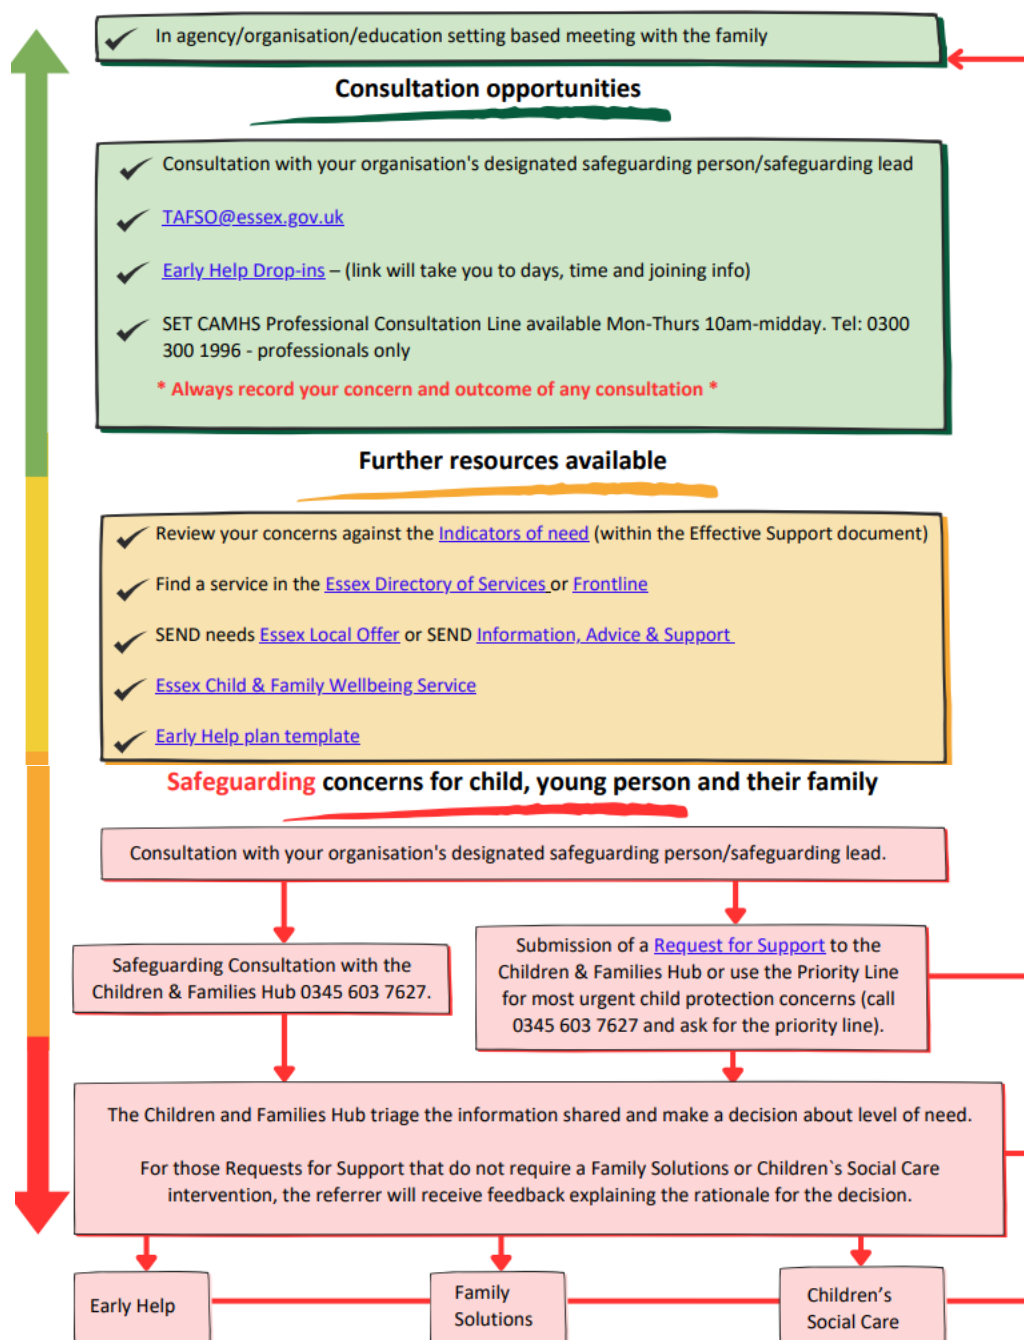 In agency/organisation/education setting based meeting with the family
Consultation opportunities
Consultation with your organisation's designated safeguarding person/safeguarding lead
TAFSO@essex.gov.uk
Early Help Drop-ins – (link will take you to days, time and joining info)
SET CAMHS Professional Consultation Line available Mon-Thurs 10am-midday. Tel: 0300
300 1996 - professionals only
* Always record your concern and outcome of any consultation *
Further resources available
Review your concerns against the Indicators of need (within the Effective Support document)
Find a service in the Essex Directory of Services or Frontline
SEND needs Essex Local Offer or SEND Information, Advice & Support
Essex Child & Family Wellbeing Service
Early Help plan template
Safeguarding concerns for child, young person and their family
Consultation with your organisation's designated safeguarding person/safeguarding lead.
Safeguarding Consultation with the
Children & Families Hub 0345 603 7627.
Submission of a Request for Support to the
Children & Families Hub or use the Priority Line
for most urgent child protection concerns (call
0345 603 7627 and ask for the priority line).
The Children and Families Hub triage the information shared and make a decision about level of need.
For those Requests for Support that do not require a Family Solutions or Children`s Social Care
intervention, the referrer will receive feedback explaining the rationale for the decision.
Early Help
Family
Solutions
Children's
Social Care